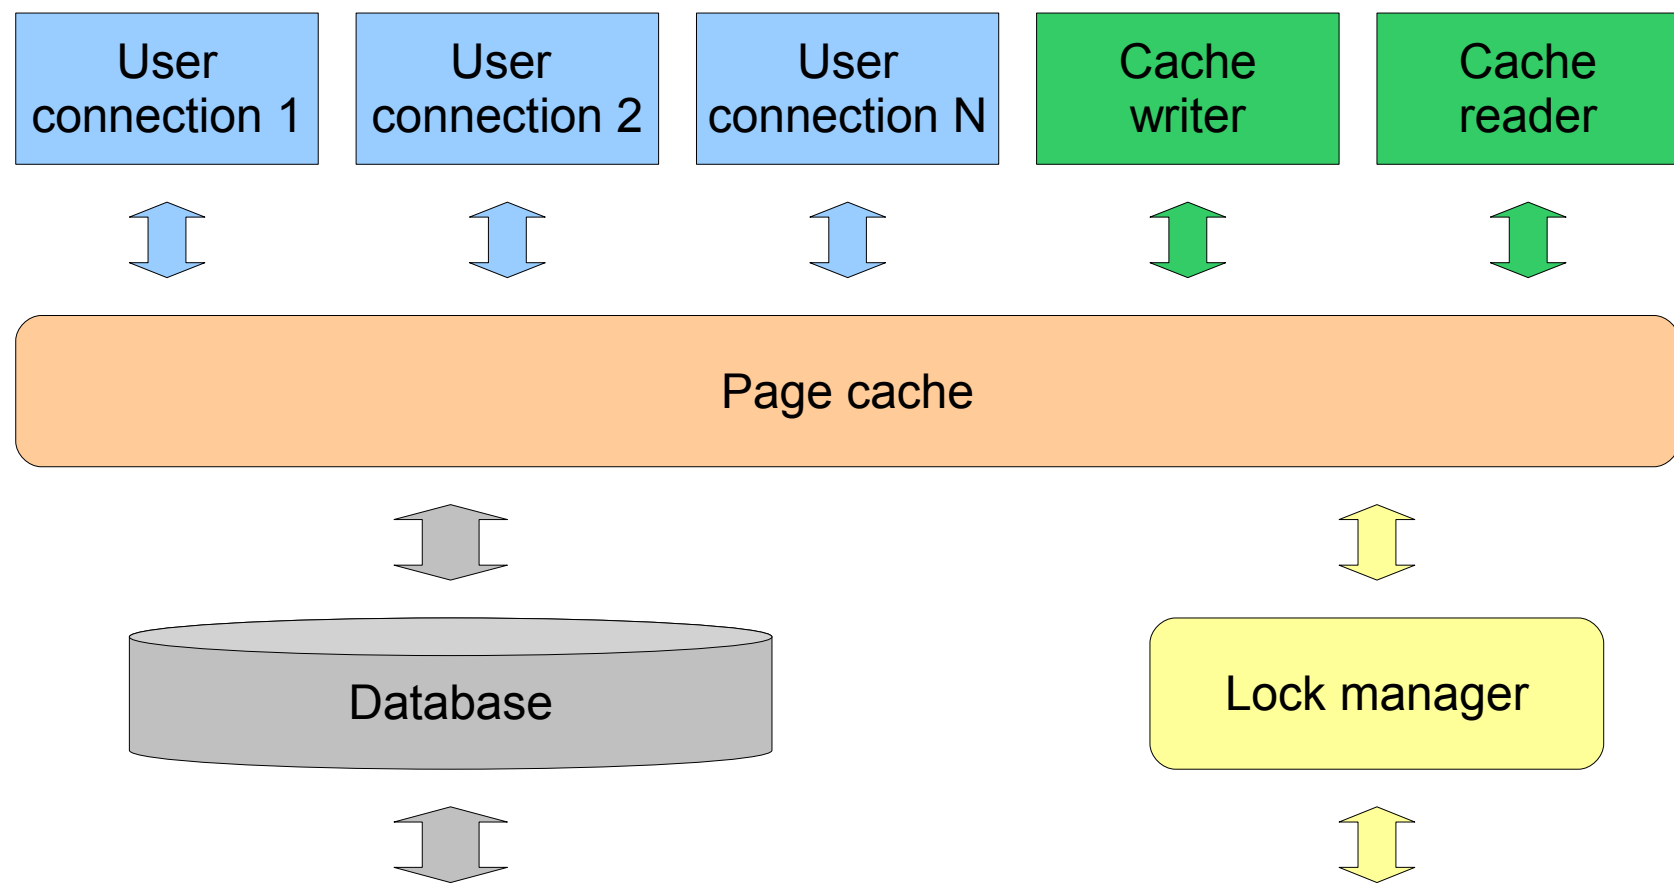 User
connection 1
User
connection 2
User
connection N
Cache
writer
Cache
reader
Page cache
Database
Lock manager